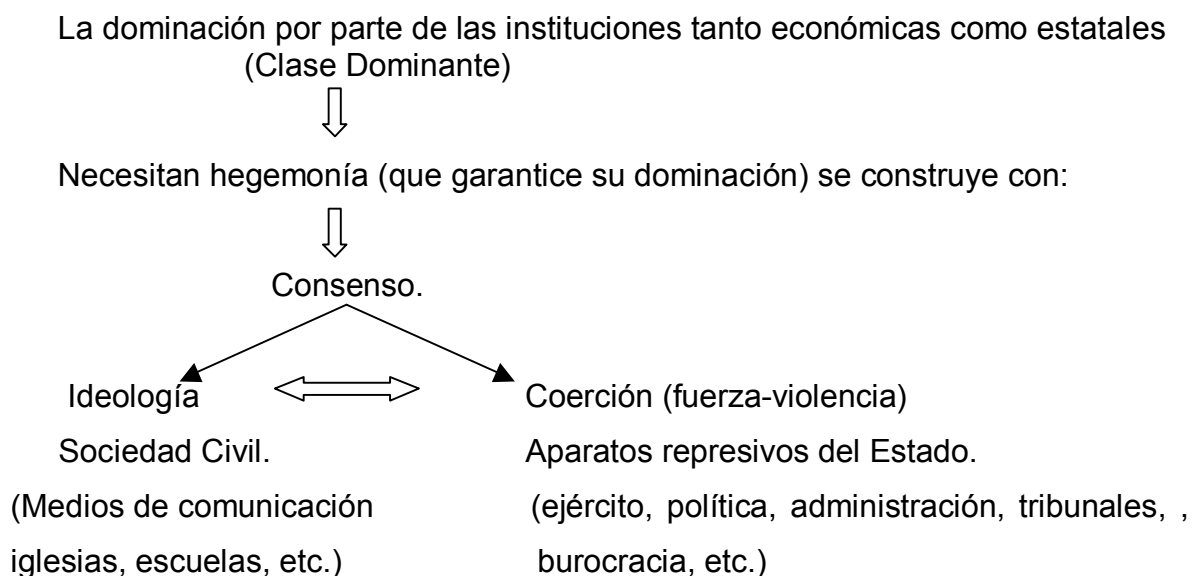 La dominación por parte de las instituciones tanto económicas como estatales
(Clase Dominante)
Necesitan hegemonía (que garantice su dominación) se construye con:
Consenso.
Ideología
Coerción (fuerza-violencia)
Sociedad Civil.
Aparatos represivos del Estado.
(Medios de comunicación
(ejército, política, administración, tribunales, ,
iglesias, escuelas, etc.)
burocracia, etc.)